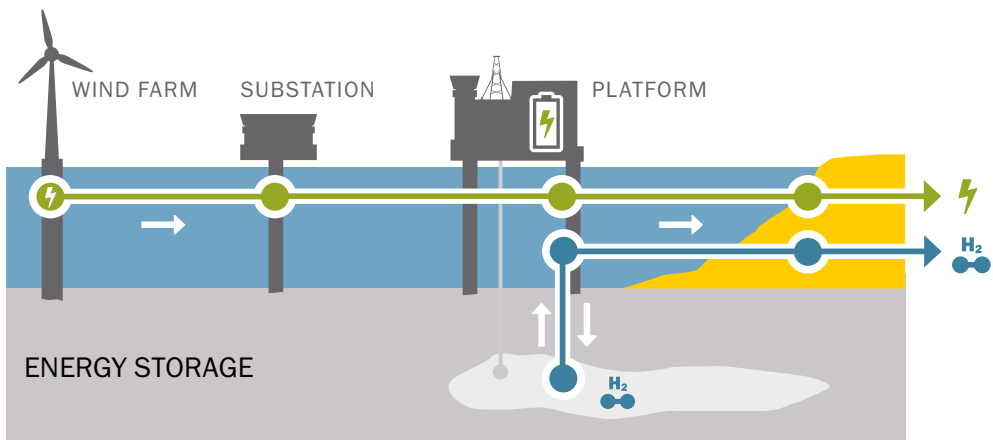 WIND FARM
SUBSTATION
PLATFORM
H₂
ENERGY STORAGE
H₂